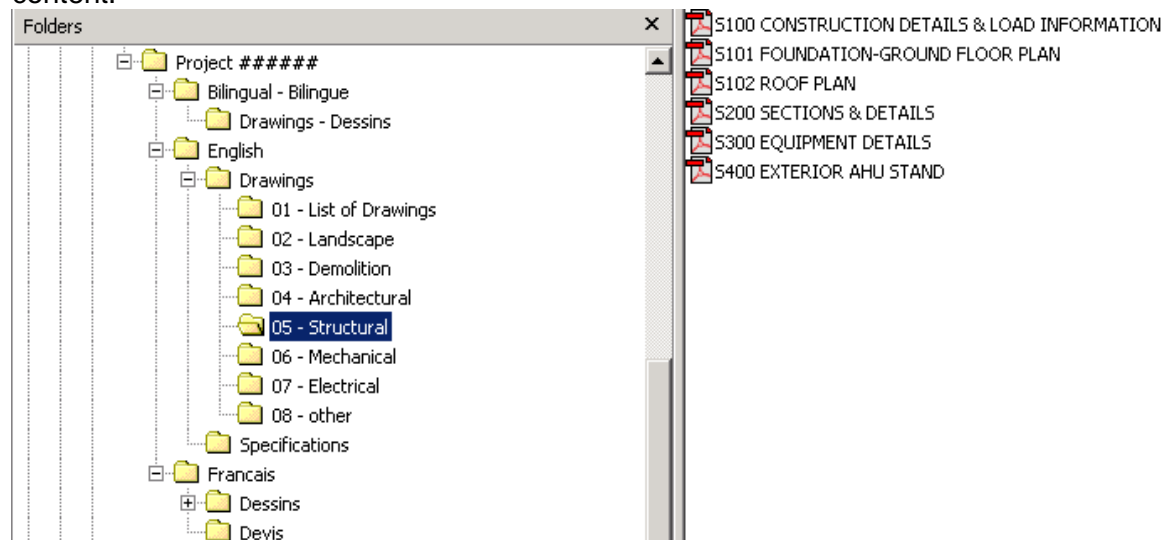 content.
Folders
Project ######
Bilingual - Bilingue
Drawings - Dessins
English
Drawings
01 - List of Drawings
02 - Landscape
03 - Demolition
04 - Architectural
05 - Structural
06 - Mechanical
07 - Electrical
08 - other
Specifications
Francais
Dessins
Devis
S100 CONSTRUCTION DETAILS & LOAD INFORMATION
S101 FOUNDATION-GROUND FLOOR PLAN
S102 ROOF PLAN
S200 SECTIONS & DETAILS
S300 EQUIPMENT DETAILS
S400 EXTERIOR AHU STAND